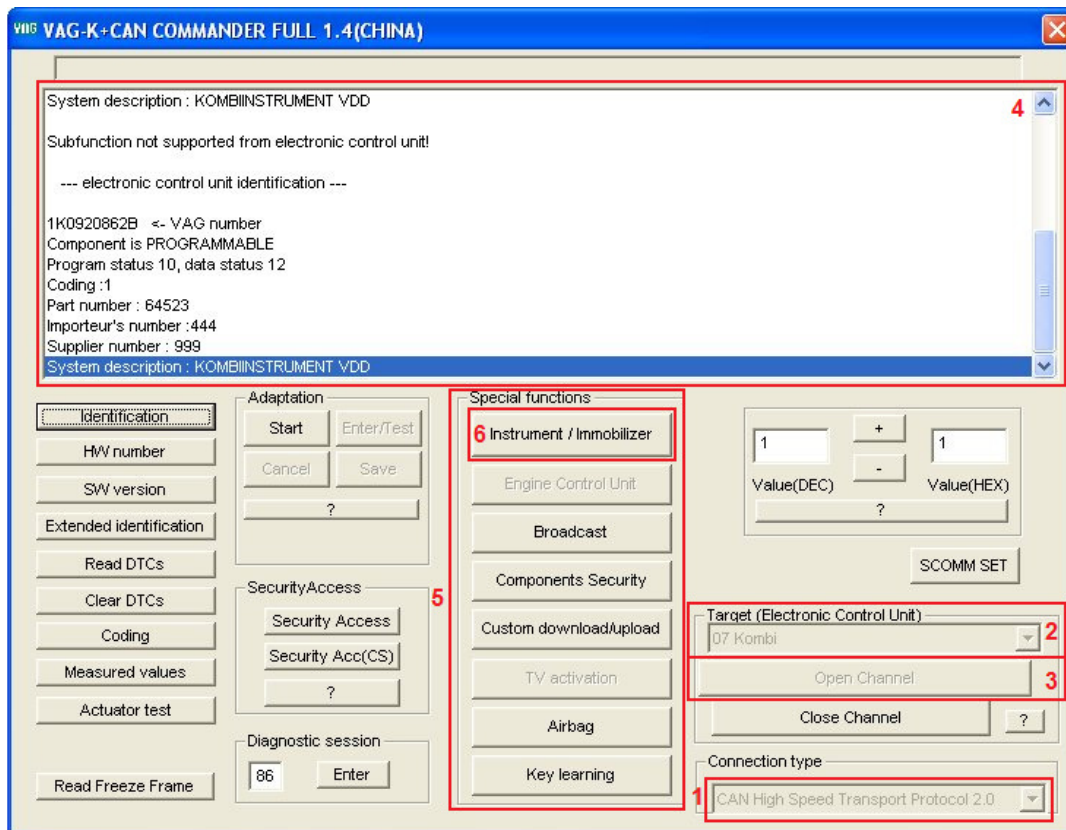 VAG VAG-K+CAN COMMANDER FULL 1.4(CHINA)
System description : KOMBIINSTRUMENT VDD
4
Subfunction not supported from electronic control unit!
--- electronic control unit identification ---
1K0920862B <- VAG number
Component is PROGRAMMABLE
Program status 10, data status 12
Coding :1
Part number : 64523
Importeur's number :444
Supplier number : 999
System description : KOMBIINSTRUMENT VDD
Identification
HW number
SW version
Extended identification
Read DTCs
Clear DTCs
Coding
Measured values
Actuator test
Read Freeze Frame
Adaptation
Start Enter/Test
Cancel Save
?
SecurityAccess
Security Access
Security Acc(CS)
?
Diagnostic session
86 Enter
5
Special functions
6 Instrument / Immobilizer
Engine Control Unit
Broadcast
Components Security
Custom download/upload
TV activation
Airbag
Key learning
1 + 1
-
Value(DEC) Value(HEX)
?
SCOMM SET
Target (Electronic Control Unit)
07 Kombi 2
Open Channel 3
Close Channel ?
Connection type
1 CAN High Speed Transport Protocol 2.0